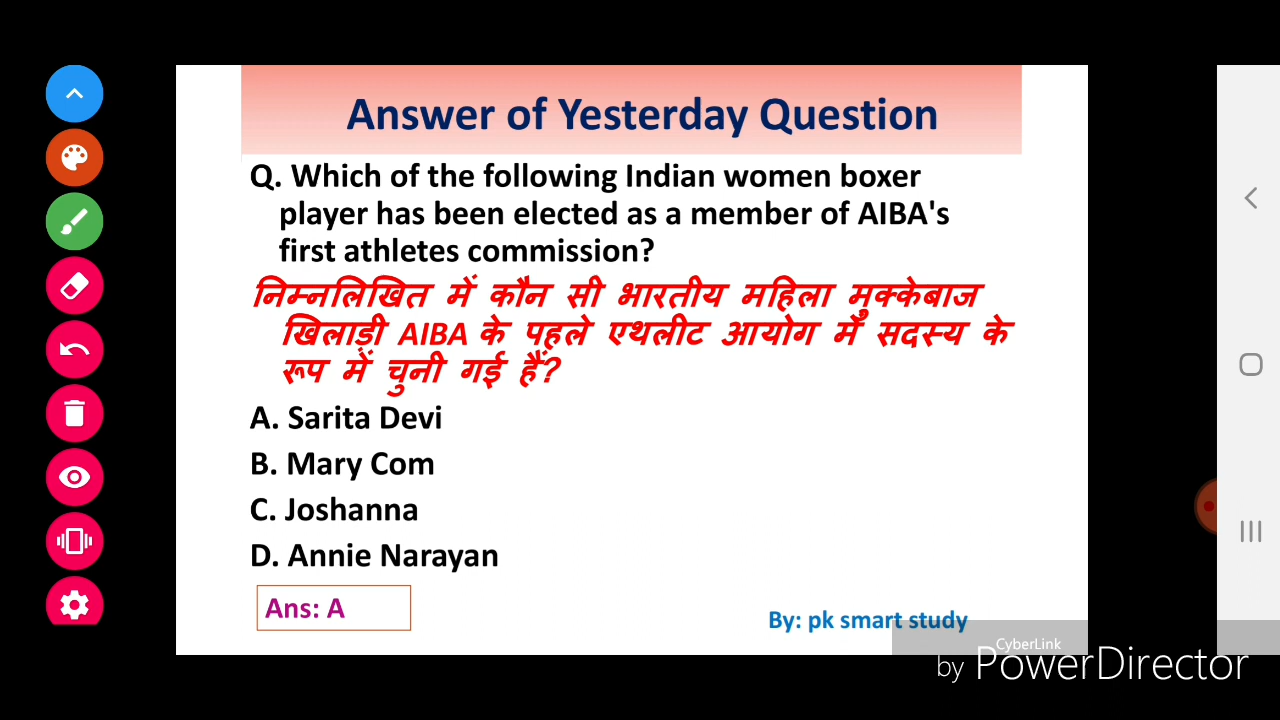 Answer of Yesterday Question
Q. Which of the following Indian women boxer
player has been elected as a member of AIBA's
first athletes commission?
निम्नलिखित में कौन सी भारतीय महिला मुक्केबाज
खिलाड़ी AIBA के पहले एथलीट आयोग में सदस्य के
रूप में चुनी गई हैं?
A. Sarita Devi
B. Mary Com
C. Joshanna
D. Annie Narayan
Ans: A
By: pk smart study
CyberLink
by PowerDirector